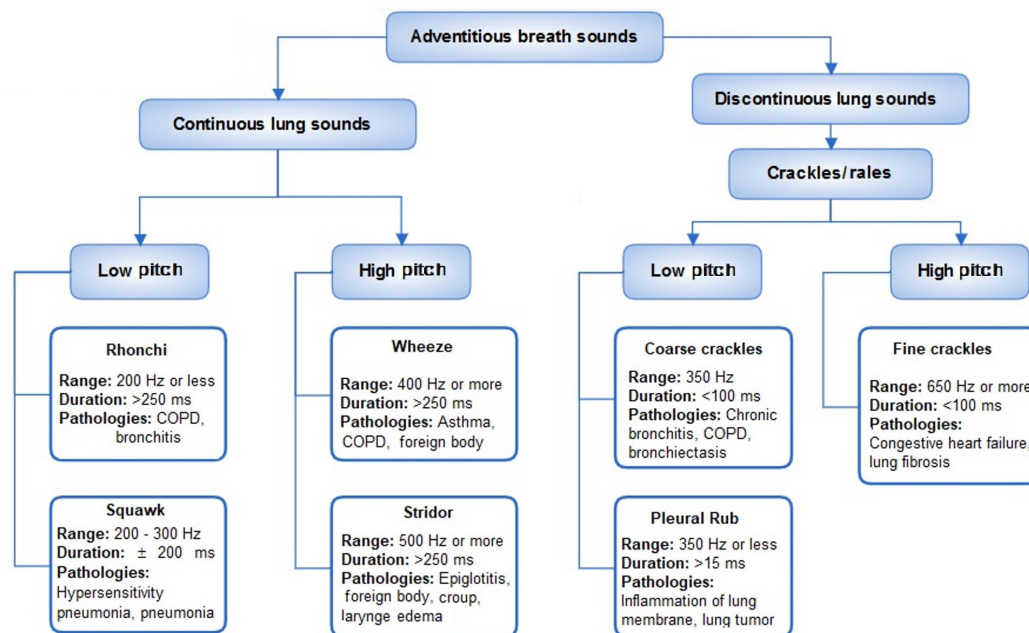 Adventitious breath sounds
Continuous lung sounds
Discontinuous lung sounds
Crackles/rales
Low pitch
High pitch
Low pitch
High pitch
Rhonchi
Range: 200 Hz or less
Duration: >250 ms
Pathologies: COPD,
bronchitis
Wheeze
Range: 400 Hz or more
Duration: >250 ms
Pathologies: Asthma,
COPD, foreign body
Coarse crackles
Range: 350 Hz
Duration: <100 ms
Pathologies: Chronic
bronchitis, COPD,
bronchiectasis
Fine crackles
Range: 650 Hz or more
Duration: <100 ms
Pathologies:
Congestive heart failure,
lung fibrosis
Squawk
Range: 200 - 300 Hz
Duration: ± 200 ms
Pathologies:
Hypersensitivity
pneumonia, pneumonia
Stridor
Range: 500 Hz or more
Duration: >250 ms
Pathologies: Epiglotitis,
foreign body, croup,
larynge edema
Pleural Rub
Range: 350 Hz or less
Duration: >15 ms
Pathologies:
Inflammation of lung
membrane, lung tumor